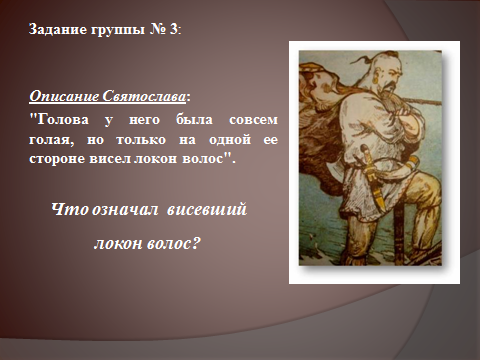 Задание группы № 3:
Описание Святослава:
"Голова у него была совсем
голая, но только на одной ее
стороне висел локон волос".
Что означал висевший
локон волос?